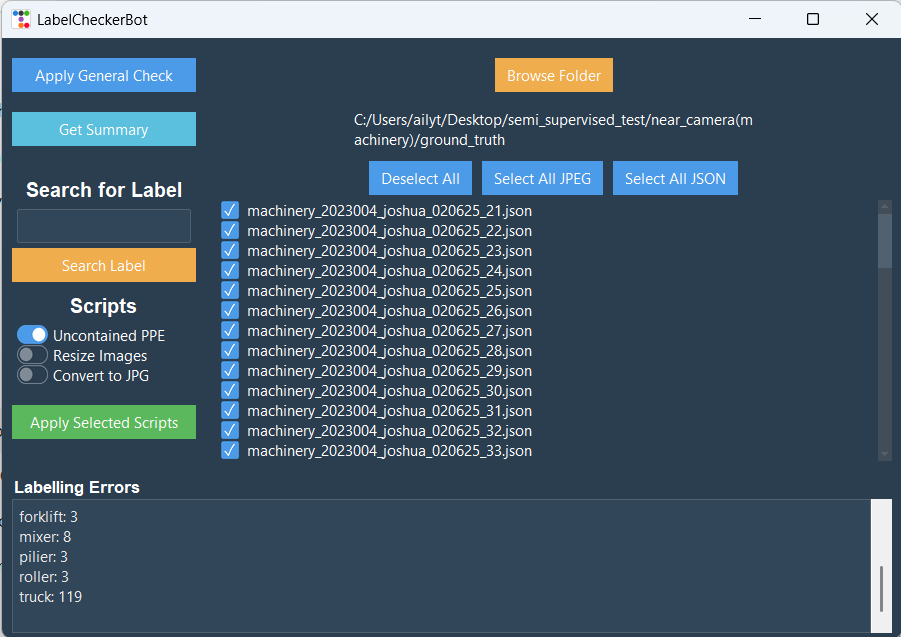 LabelCheckerBot
Apply General Check
Browse Folder
Get Summary
C:/Users/ailyt/Desktop/semi_supervised_test/near_camera(m
achinery)/ground_truth
Deselect All
Select All JPEG
Select All JSON
Search for Label
Search Label
Scripts
Uncontained PPE
Resize Images
Convert to JPG
Apply Selected Scripts
machinery_2023004_joshua_020625_21.json
machinery_2023004_joshua_020625_22.json
machinery_2023004_joshua_020625_23.json
machinery_2023004_joshua_020625_24.json
machinery_2023004_joshua_020625_25.json
machinery_2023004_joshua_020625_26.json
machinery_2023004_joshua_020625_27.json
machinery_2023004_joshua_020625_28.json
machinery_2023004_joshua_020625_29.json
machinery_2023004_joshua_020625_30.json
machinery_2023004_joshua_020625_31.json
machinery_2023004_joshua_020625_32.json
machinery_2023004_joshua_020625_33.json
Labelling Errors
forklift: 3
mixer: 8
pilier: 3
roller: 3
truck: 119